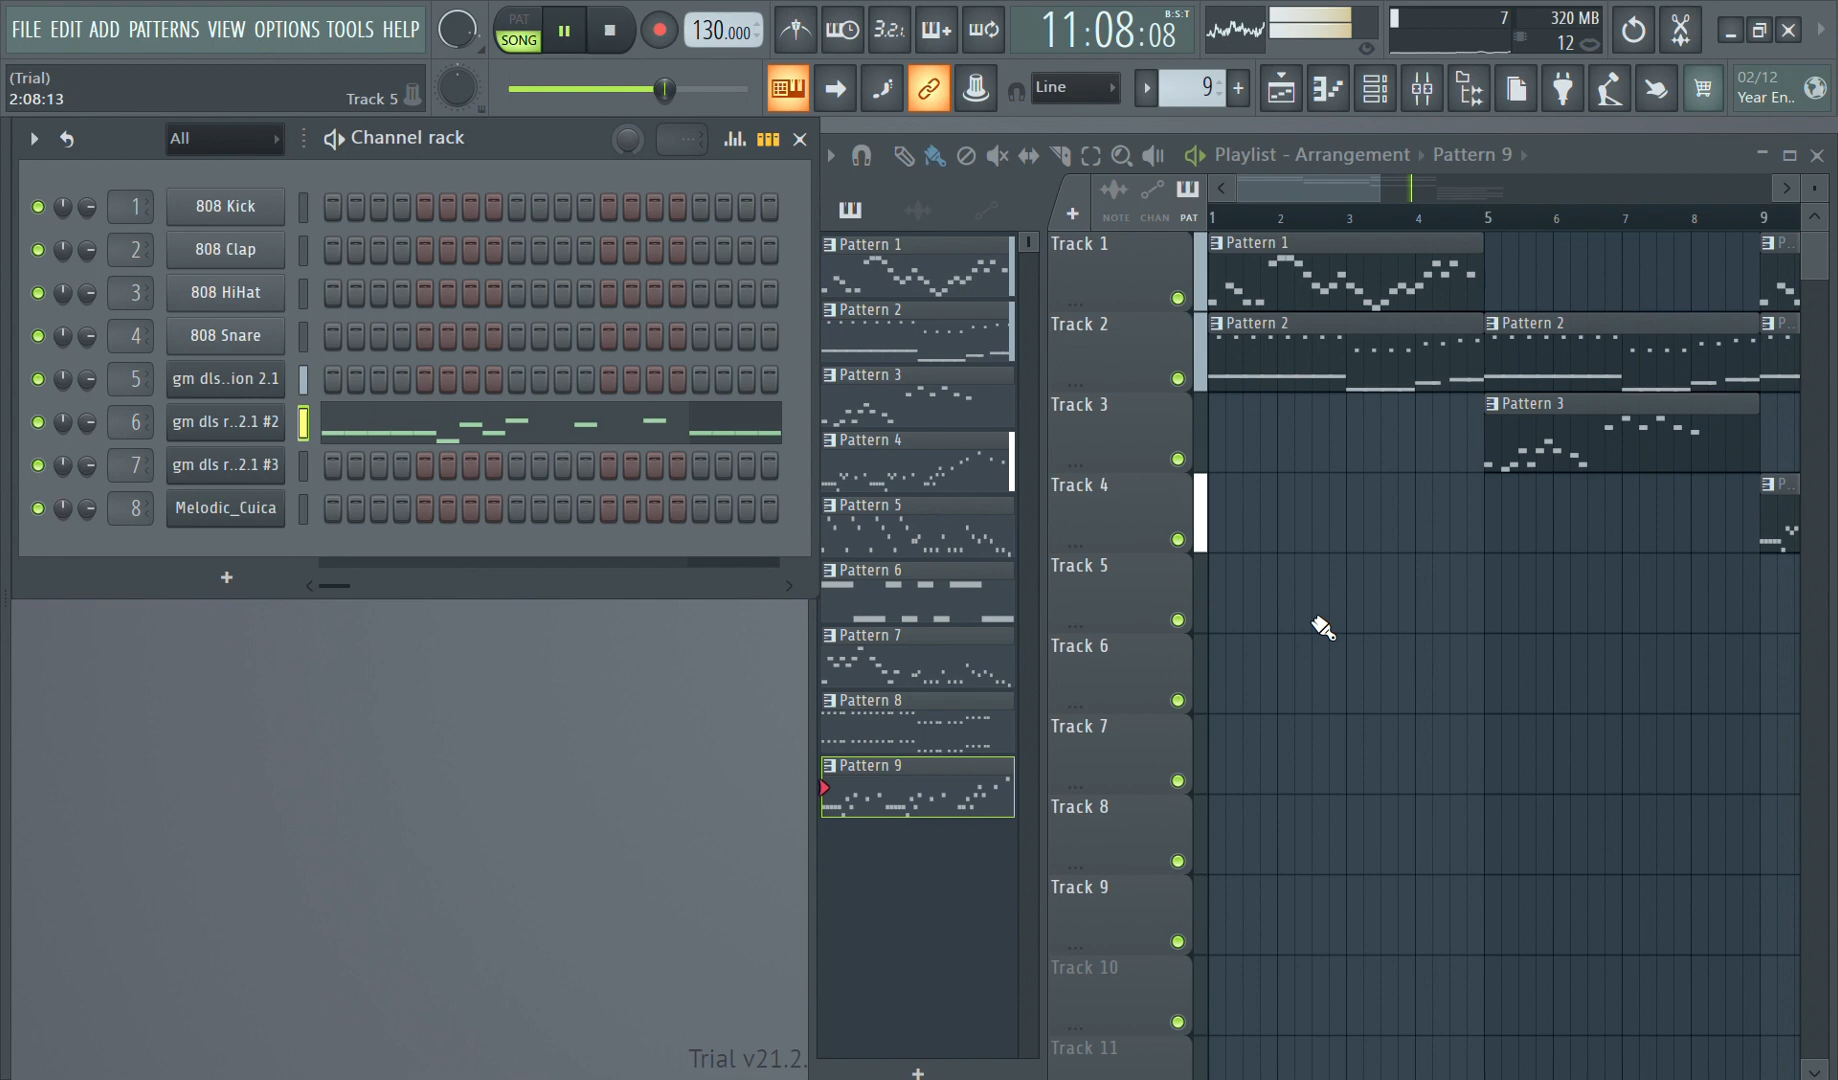 FILE EDIT ADD PATTERNS VIEW OPTIONS TOOLS HELP
PAT
SONG
130.000
3.2.
11:08:08
B:S:T
7
320 MB
12
(Trial)
2:08:13
Track 5
Line
9
02/12
Year En..
All
Channel rack
1
808 Kick
2
808 Clap
3
808 HiHat
4
808 Snare
5
gm dls..ion 2.1
6
gm dls r..2.1 #2
7
gm dls r..2.1 #3
8
Melodic_Cuica
Trial v21.2.
Playlist - Arrangement
Pattern 9
NOTE
CHAN
PAT
Pattern 1
Pattern 2
Pattern 3
Pattern 4
Pattern 5
Pattern 6
Pattern 7
Pattern 8
Pattern 9
1 2 3 4 5 6 7 8 9
Track 1
Pattern 1
P..
Track 2
Pattern 2
Pattern 2
P..
Track 3
Pattern 3
Track 4
P..
Track 5
Track 6
Track 7
Track 8
Track 9
Track 10
Track 11